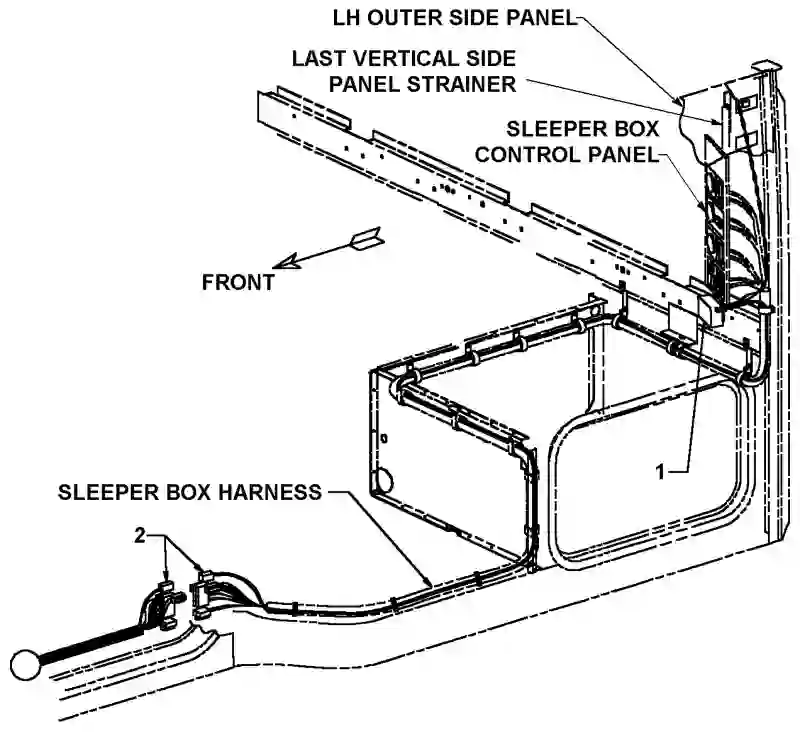 LH OUTER SIDE PANEL
LAST VERTICAL SIDE
PANEL STRAINER
SLEEPER BOX
CONTROL PANEL
FRONT
1
SLEEPER BOX HARNESS
2